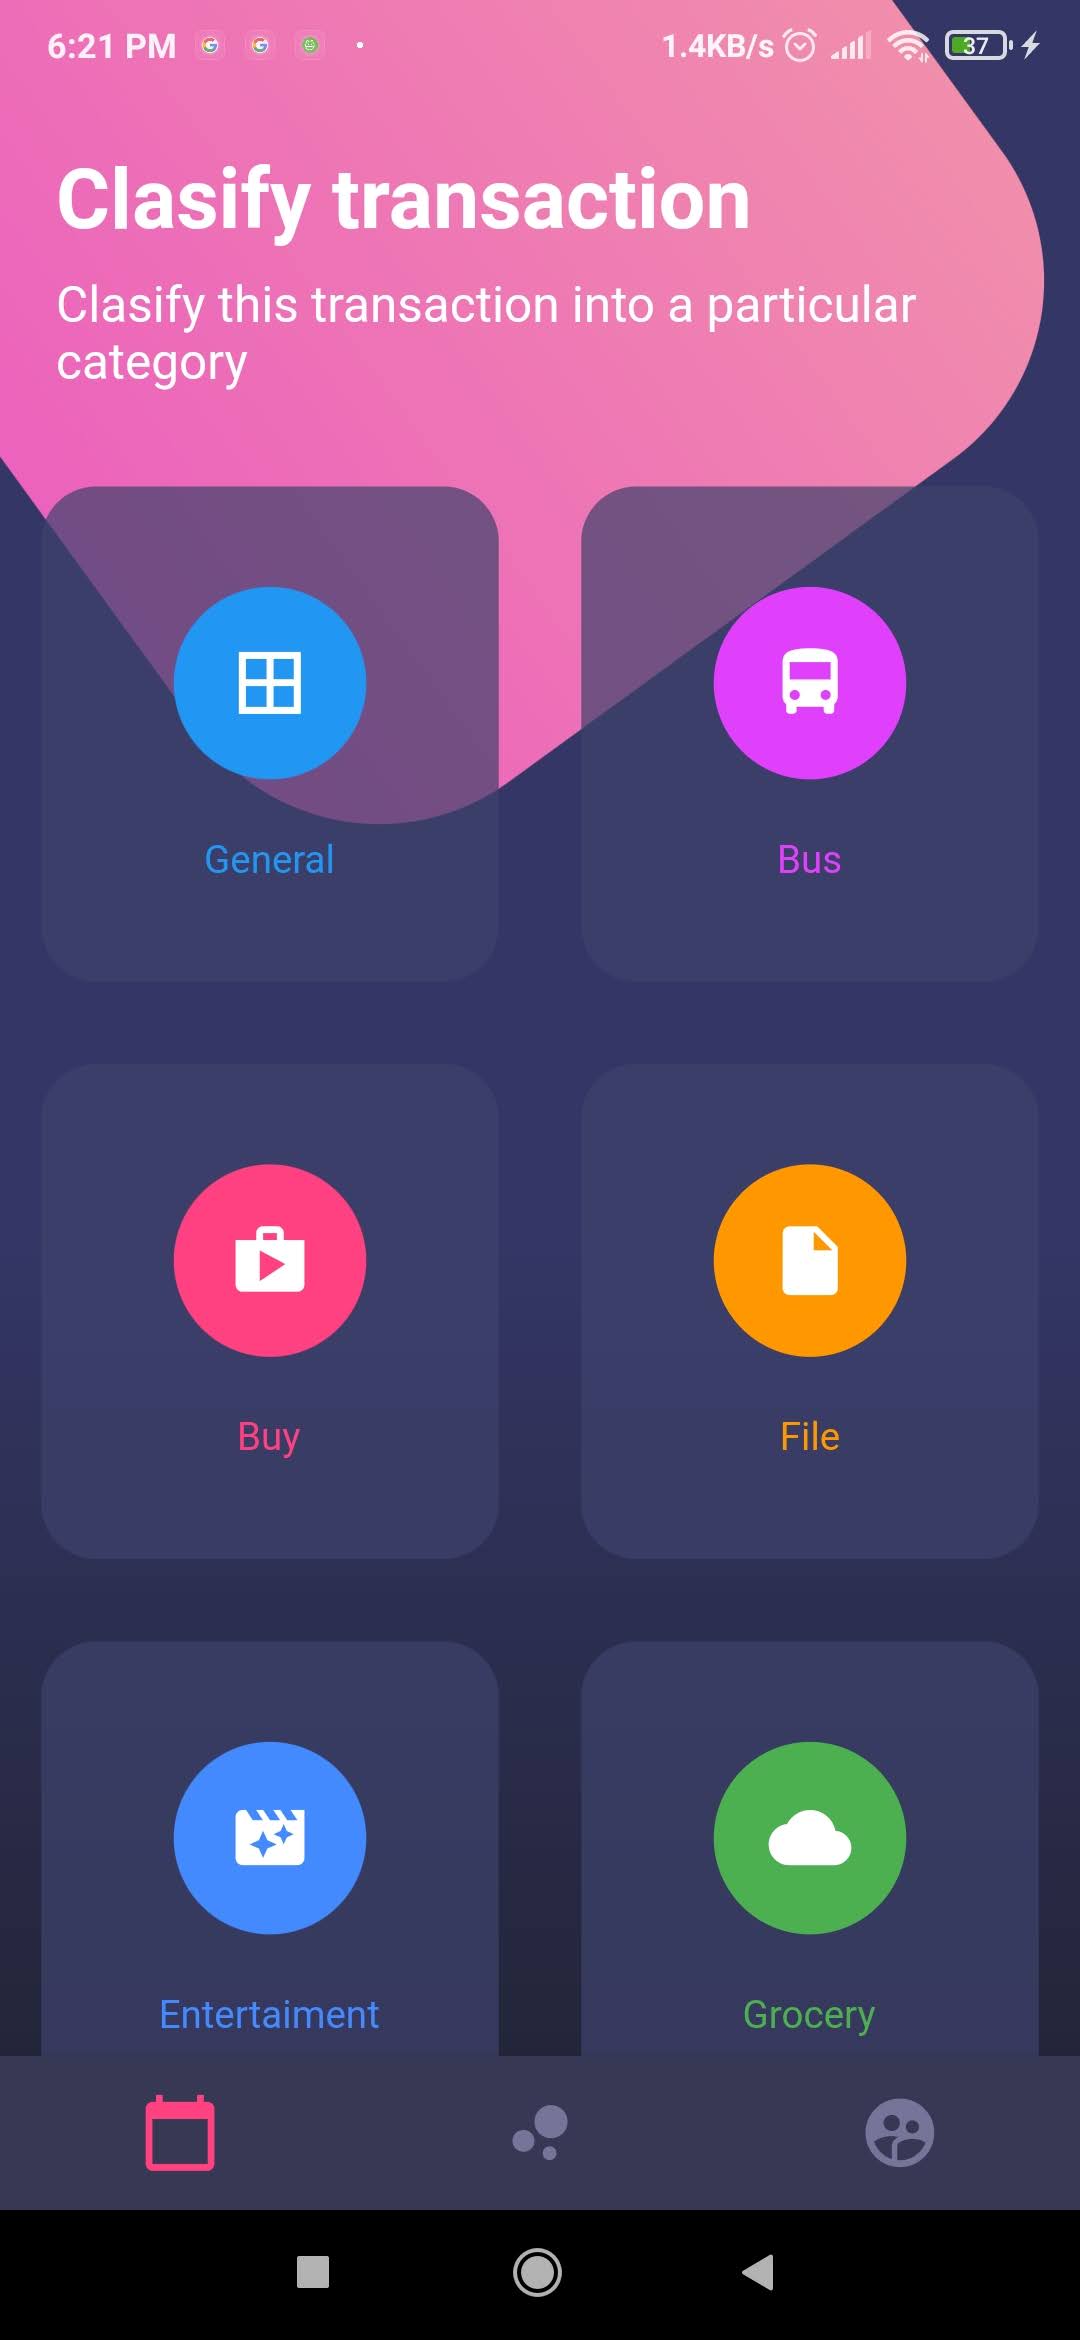 6:21 PM 1.4KB/s 37
Clasify transaction
Clasify this transaction into a particular
category
General Bus
Buy File
Entertaiment Grocery